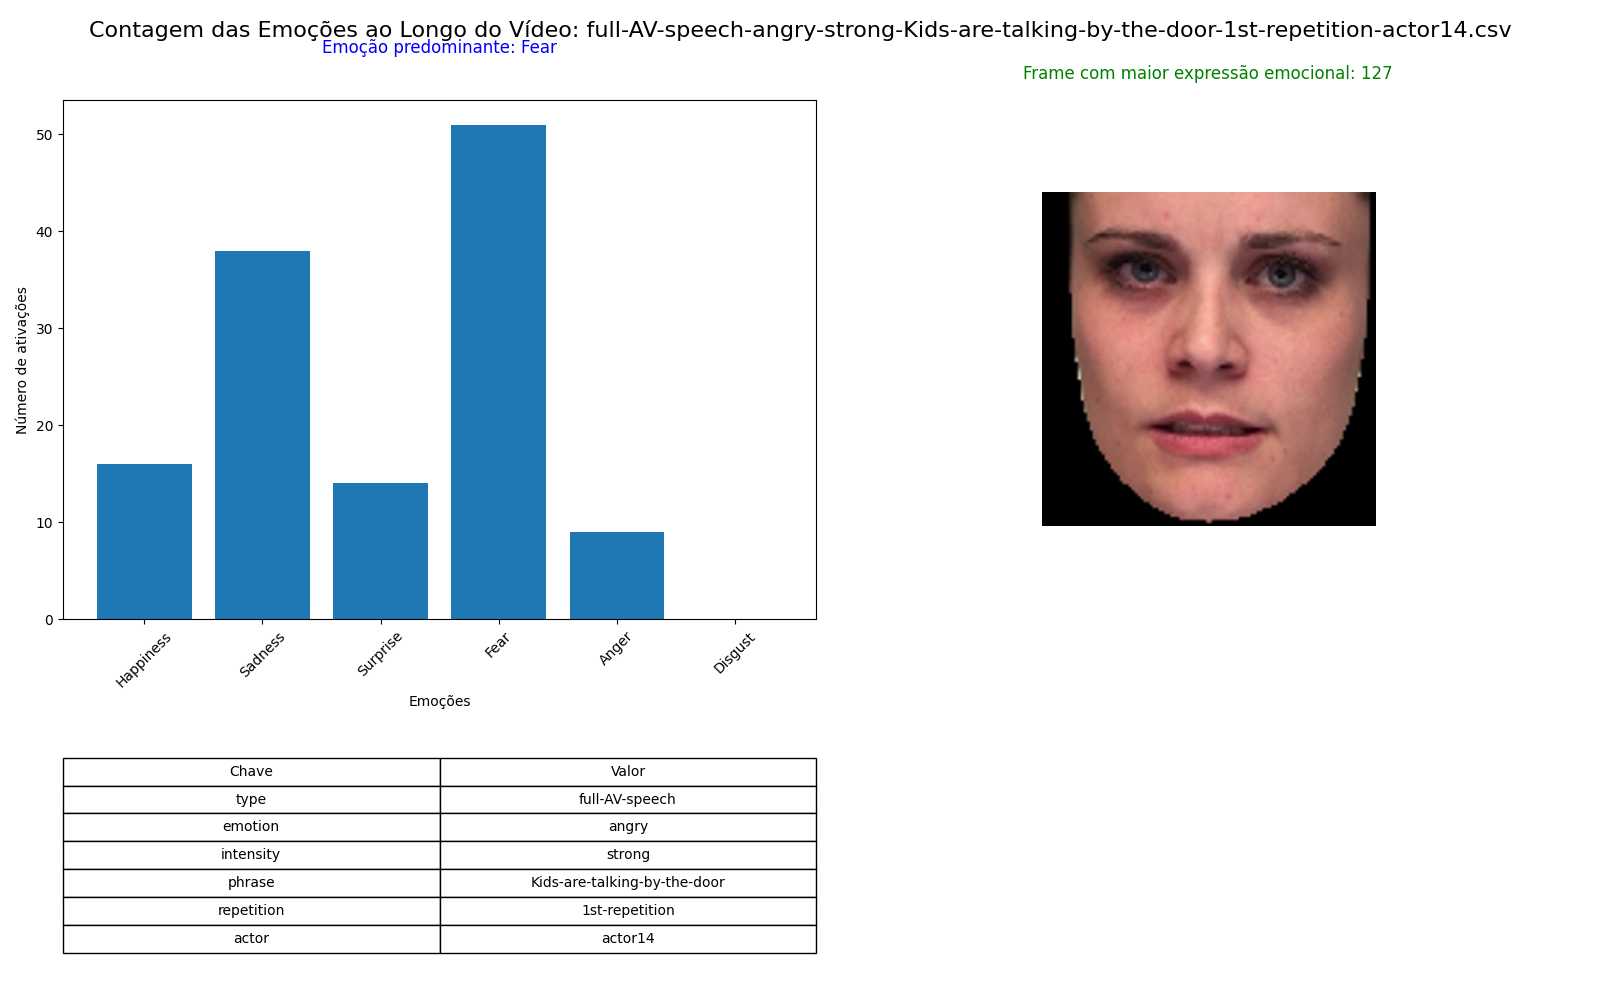 Contagem das Emoções ao Longo do Vídeo: full-AV-speech-angry-strong-Kids-are-talking-by-the-door-1st-repetition-actor14.csv
Emoção predominante: Fear
Frame com maior expressão emocional: 127
Número de ativações
50
40
30
20
10
0
Happiness
Sadness
Surprise
Fear
Anger
Disgust
Emoções
Chave Valor
type full-AV-speech
emotion angry
intensity strong
phrase Kids-are-talking-by-the-door
repetition 1st-repetition
actor actor14